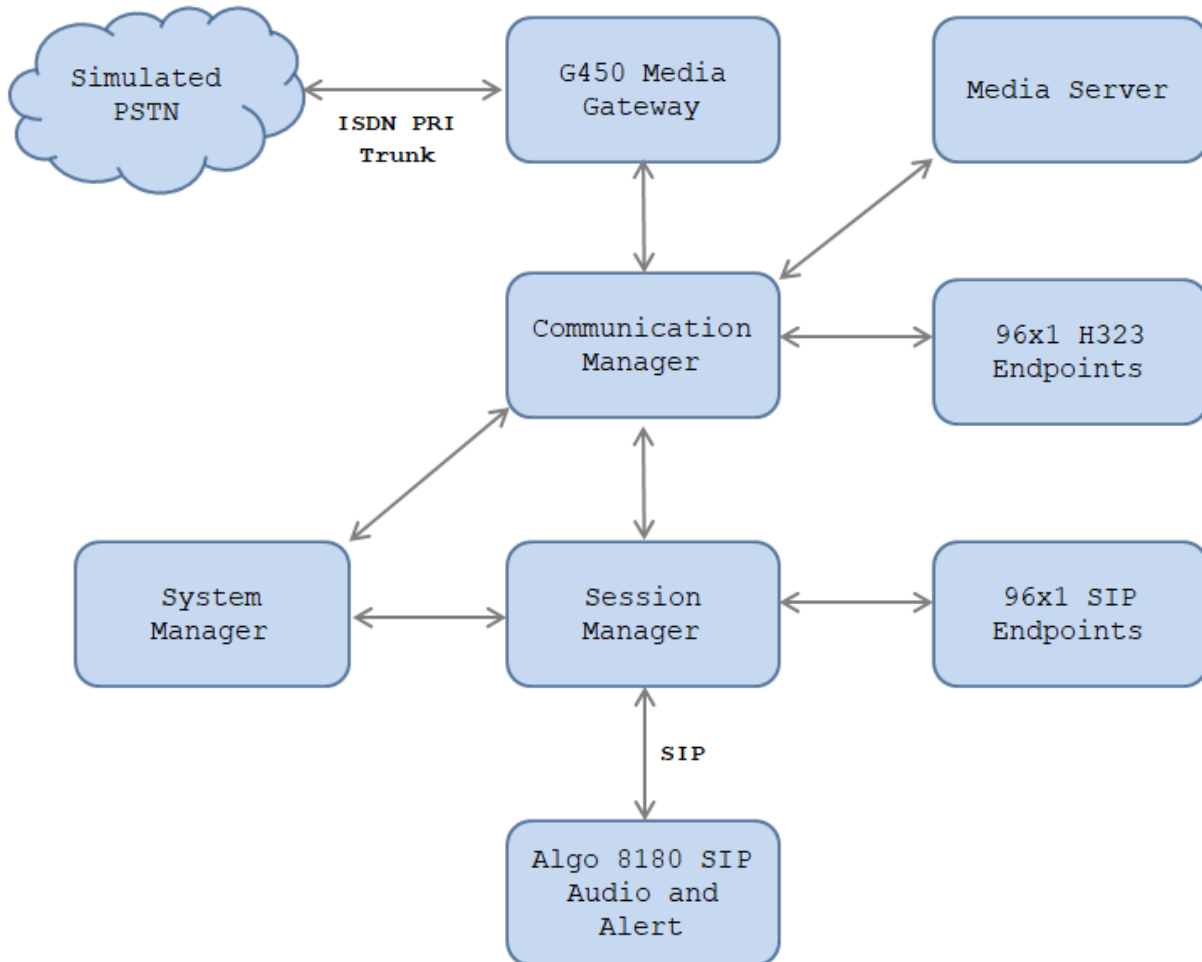 Simulated
PSTN
ISDN PRI
Trunk
G450 Media
Gateway
Media Server
Communication
Manager
96x1 H323
Endpoints
System
Manager
Session
Manager
96x1 SIP
Endpoints
SIP
Algo 8180 SIP
Audio and
Alert